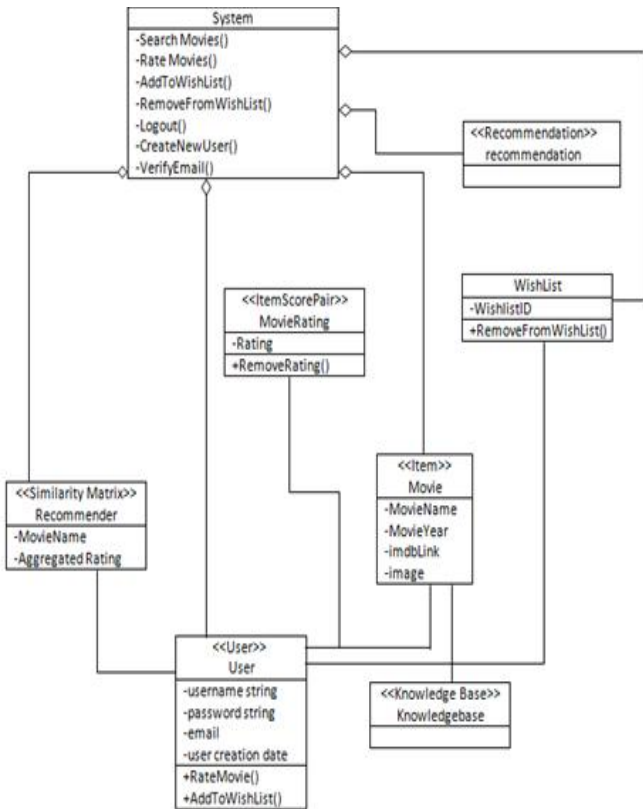 System
-Search Movies()
-Rate Movies()
-AddToWishList()
-RemoveFromWishList()
-Logout()
-CreateNewUser()
-VerifyEmail()
<<Recommendation>>
recommendation
<<ItemScorePair>>
MovieRating
-Rating
+RemoveRating()
WishList
-WishlistID
+RemoveFromWishList()
<<Similarity Matrix>>
Recommender
-MovieName
-Aggregated Rating
<<Item>>
Movie
-MovieName
-MovieYear
-imdbLink
-image
<<User>>
User
-username string
-password string
-email
-user creation date
+RateMovie()
+AddToWishList()
<<Knowledge Base>>
Knowledgebase